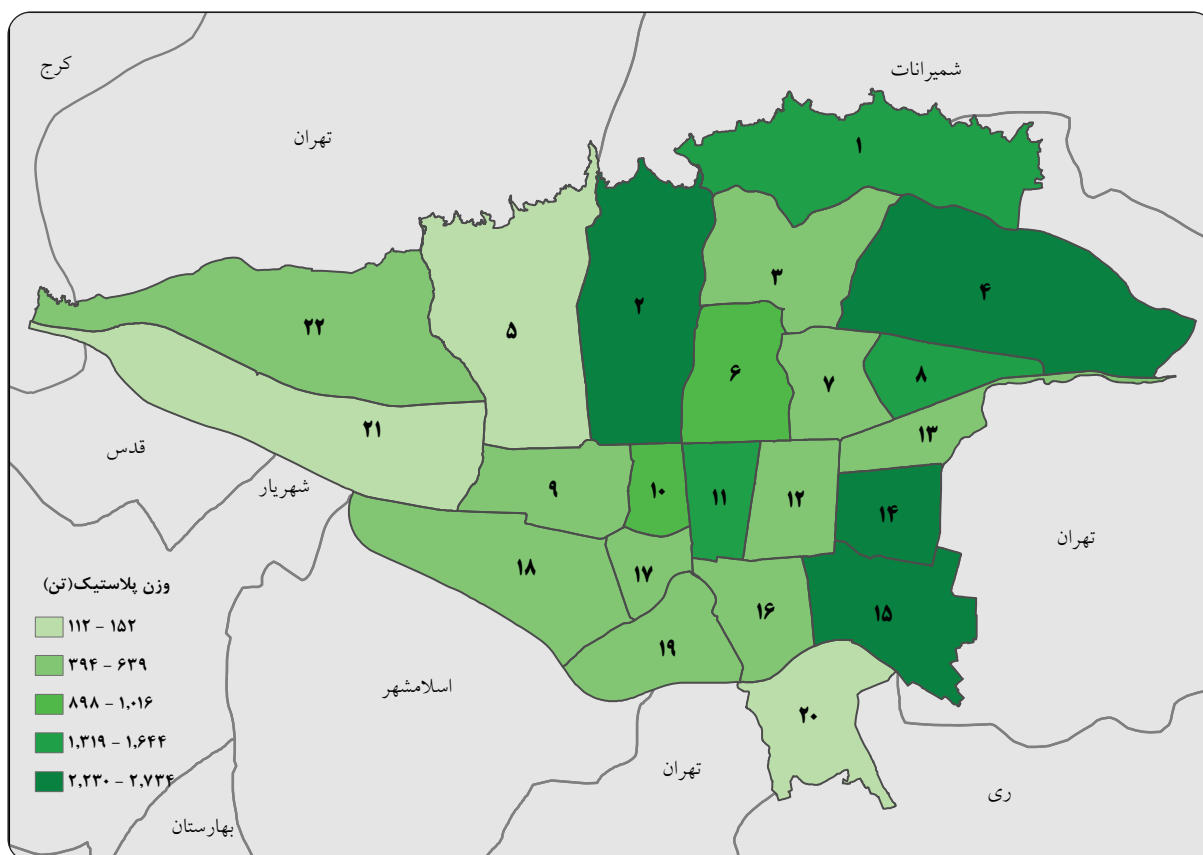 کرج
شمیرانات
تهران
۱
۳
۴
۲
۲۲
۵
۶
۷
۸
۲۱
۱۳
قدس
شهریار
۹
۱۰
۱۱
۱۲
۱۴
تهران
۱۸
۱۷
۱۶
۱۵
۱۹
اسلامشهر
۲۰
تهران
ری
بهارستان
وزن پلاستیک(تن)
۱۱۲ - ۱۵۲
۳۹۴ - ۶۳۹
۸۹۸ - ۱,۰۱۶
۱,۳۱۹ - ۱,۶۴۴
۲,۲۳۰ - ۲,۷۳۴